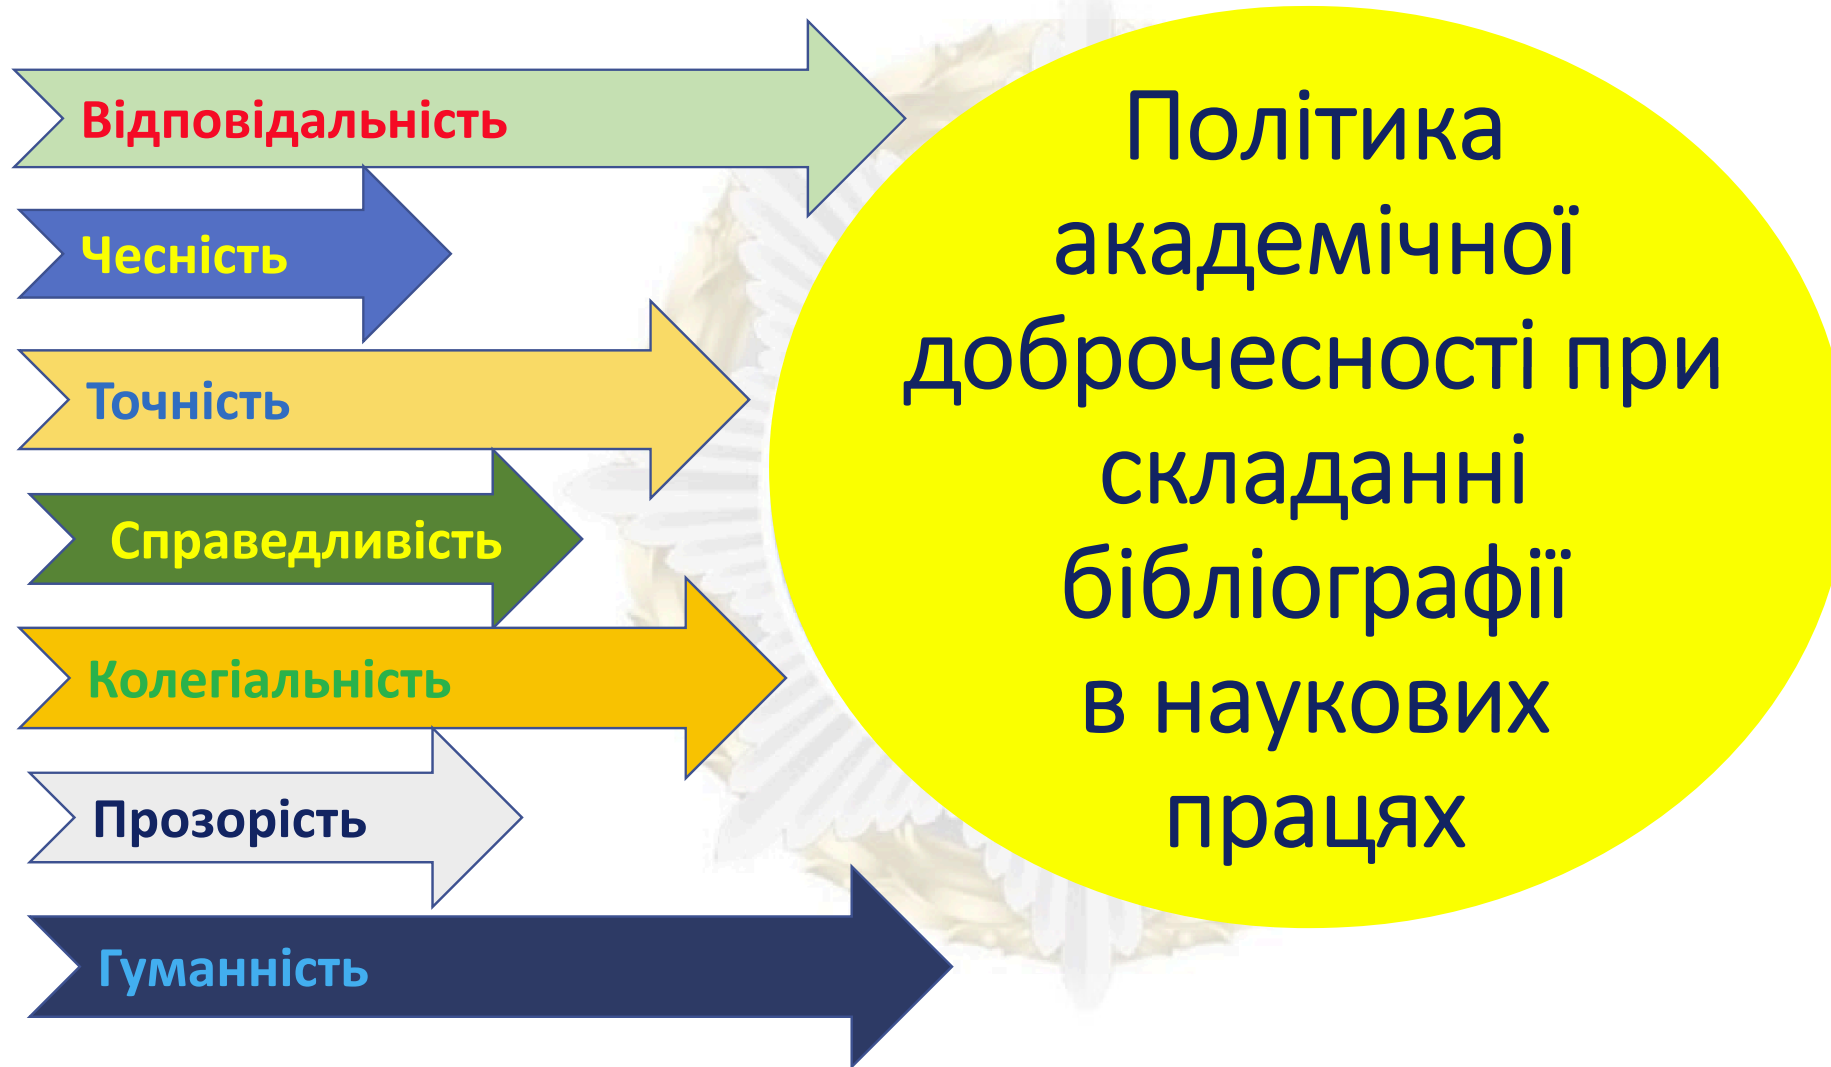 Відповідальність
Чесність
Точність
Справедливість
Колегіальність
Прозорість
Гуманність
Політика
академічної
доброчесності при
складанні
бібліографії
в наукових
працях